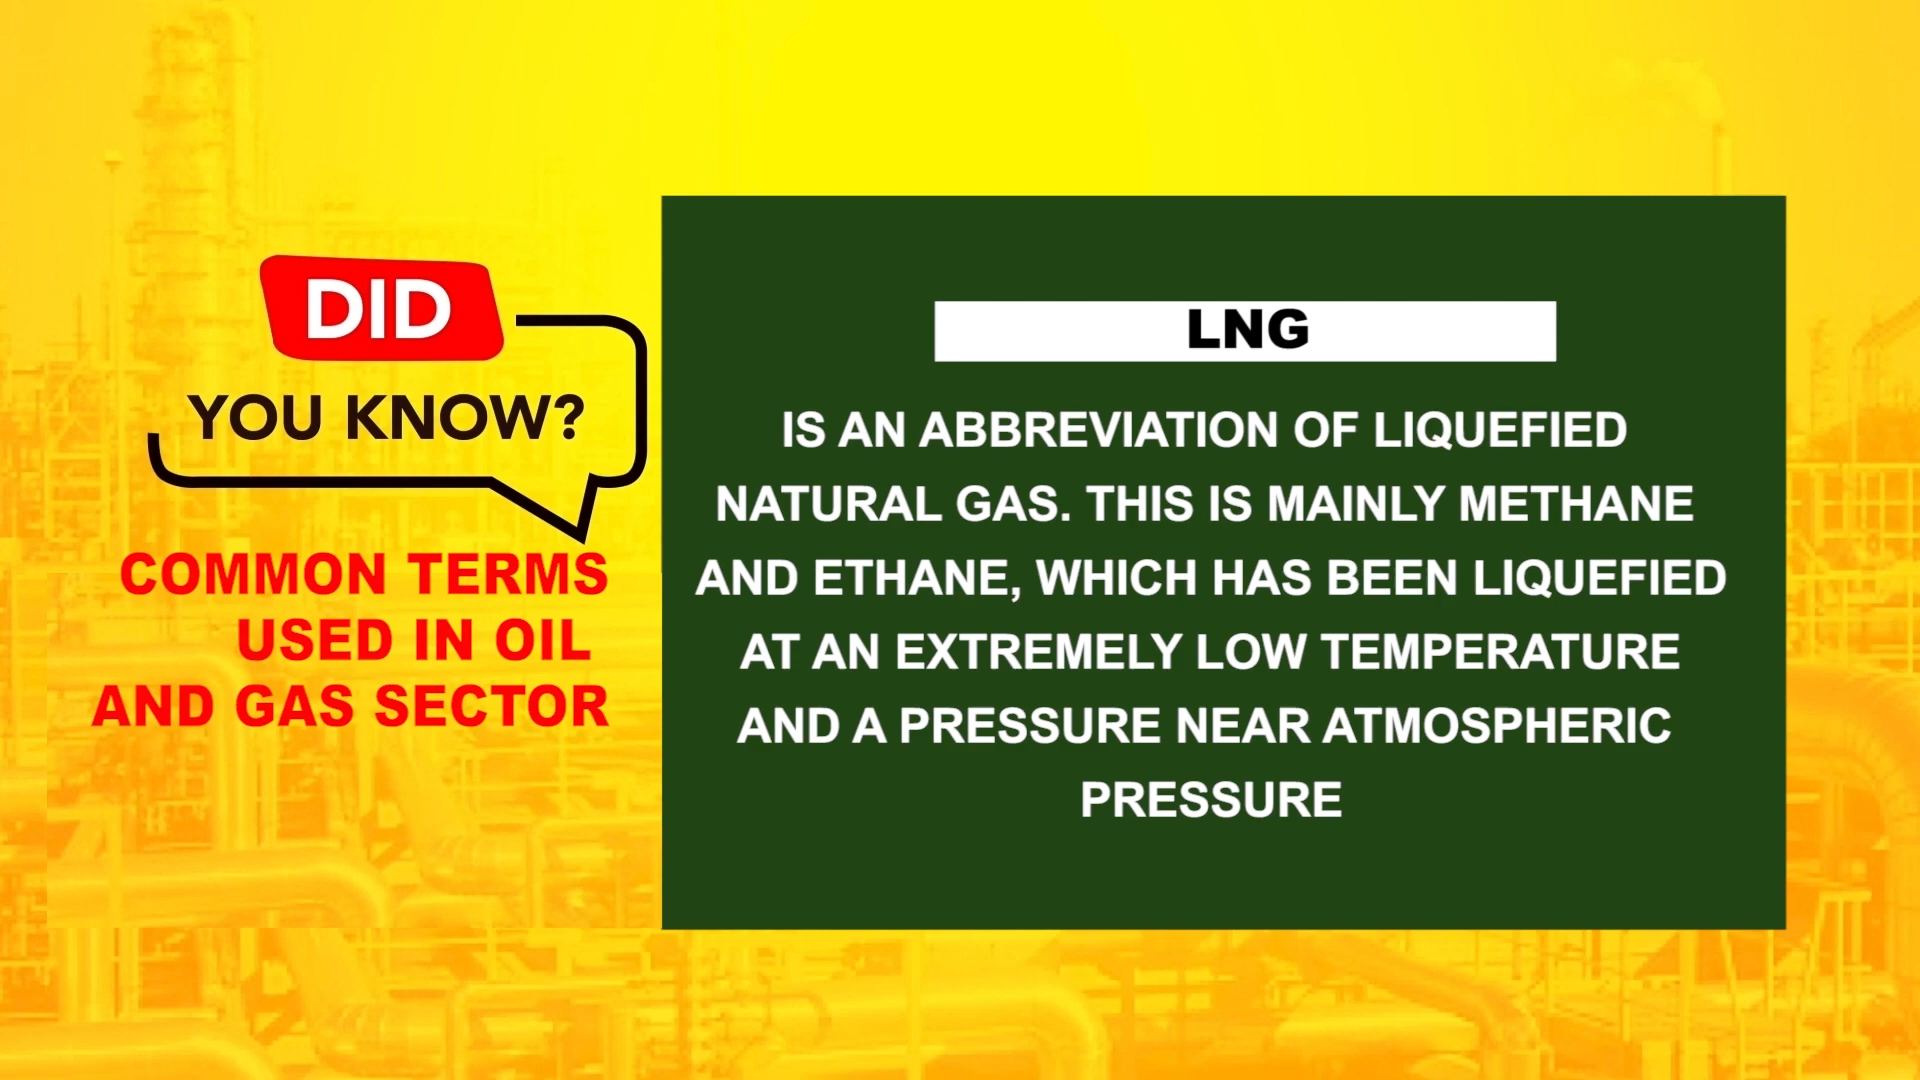 DID
YOU KNOW?
COMMON TERMS
USED IN OIL
AND GAS SECTOR
LNG
IS AN ABBREVIATION OF LIQUEFIED
NATURAL GAS. THIS IS MAINLY METHANE
AND ETHANE, WHICH HAS BEEN LIQUEFIED
AT AN EXTREMELY LOW TEMPERATURE
AND A PRESSURE NEAR ATMOSPHERIC
PRESSURE